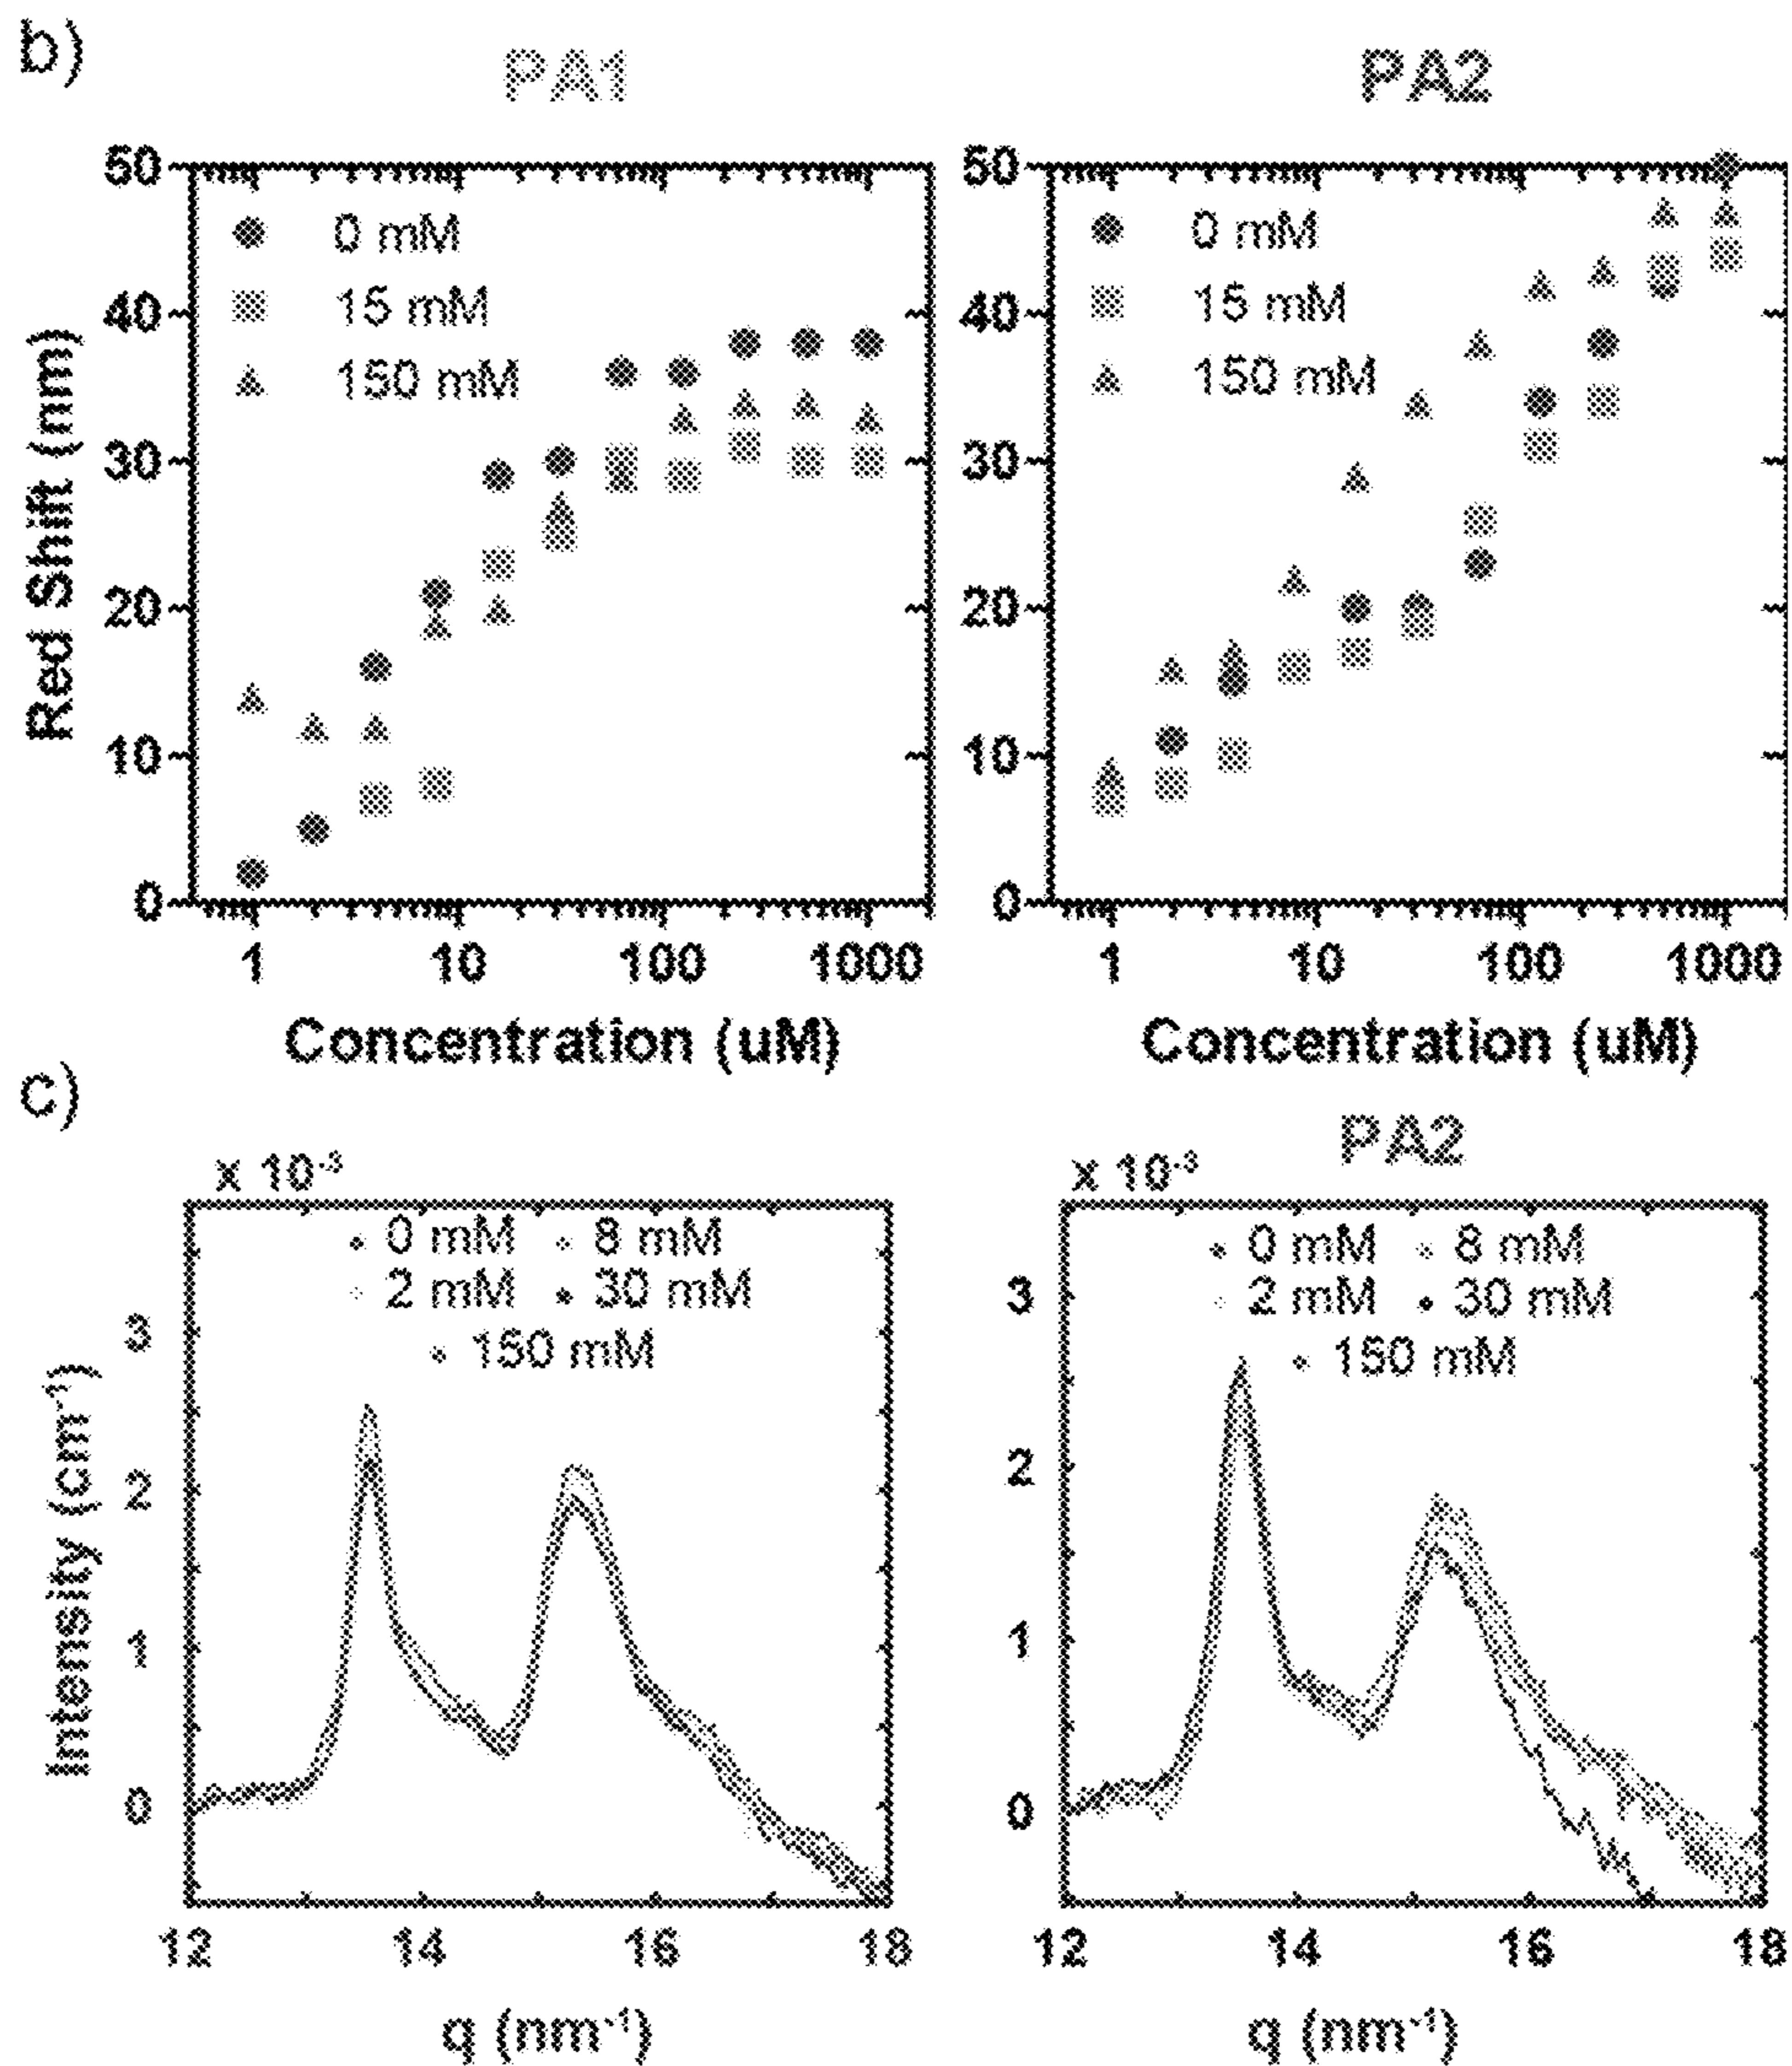 b)
PA1
PA2
50
40
30
20
10
0
Red Shift (nm)
0 mM
15 mM
150 mM
1
10
100
1000
Concentration (uM)
50
40
30
20
10
0
0 mM
15 mM
150 mM
1
10
100
1000
Concentration (uM)
c)
x 10⁻³
0 mM 8 mM
2 mM 30 mM
150 mM
3
2
1
0
Intensity (cm⁻¹)
12
14
16
18
q (nm⁻¹)
PA2
x 10⁻³
0 mM 8 mM
2 mM 30 mM
150 mM
3
2
1
0
12
14
16
18
q (nm⁻¹)